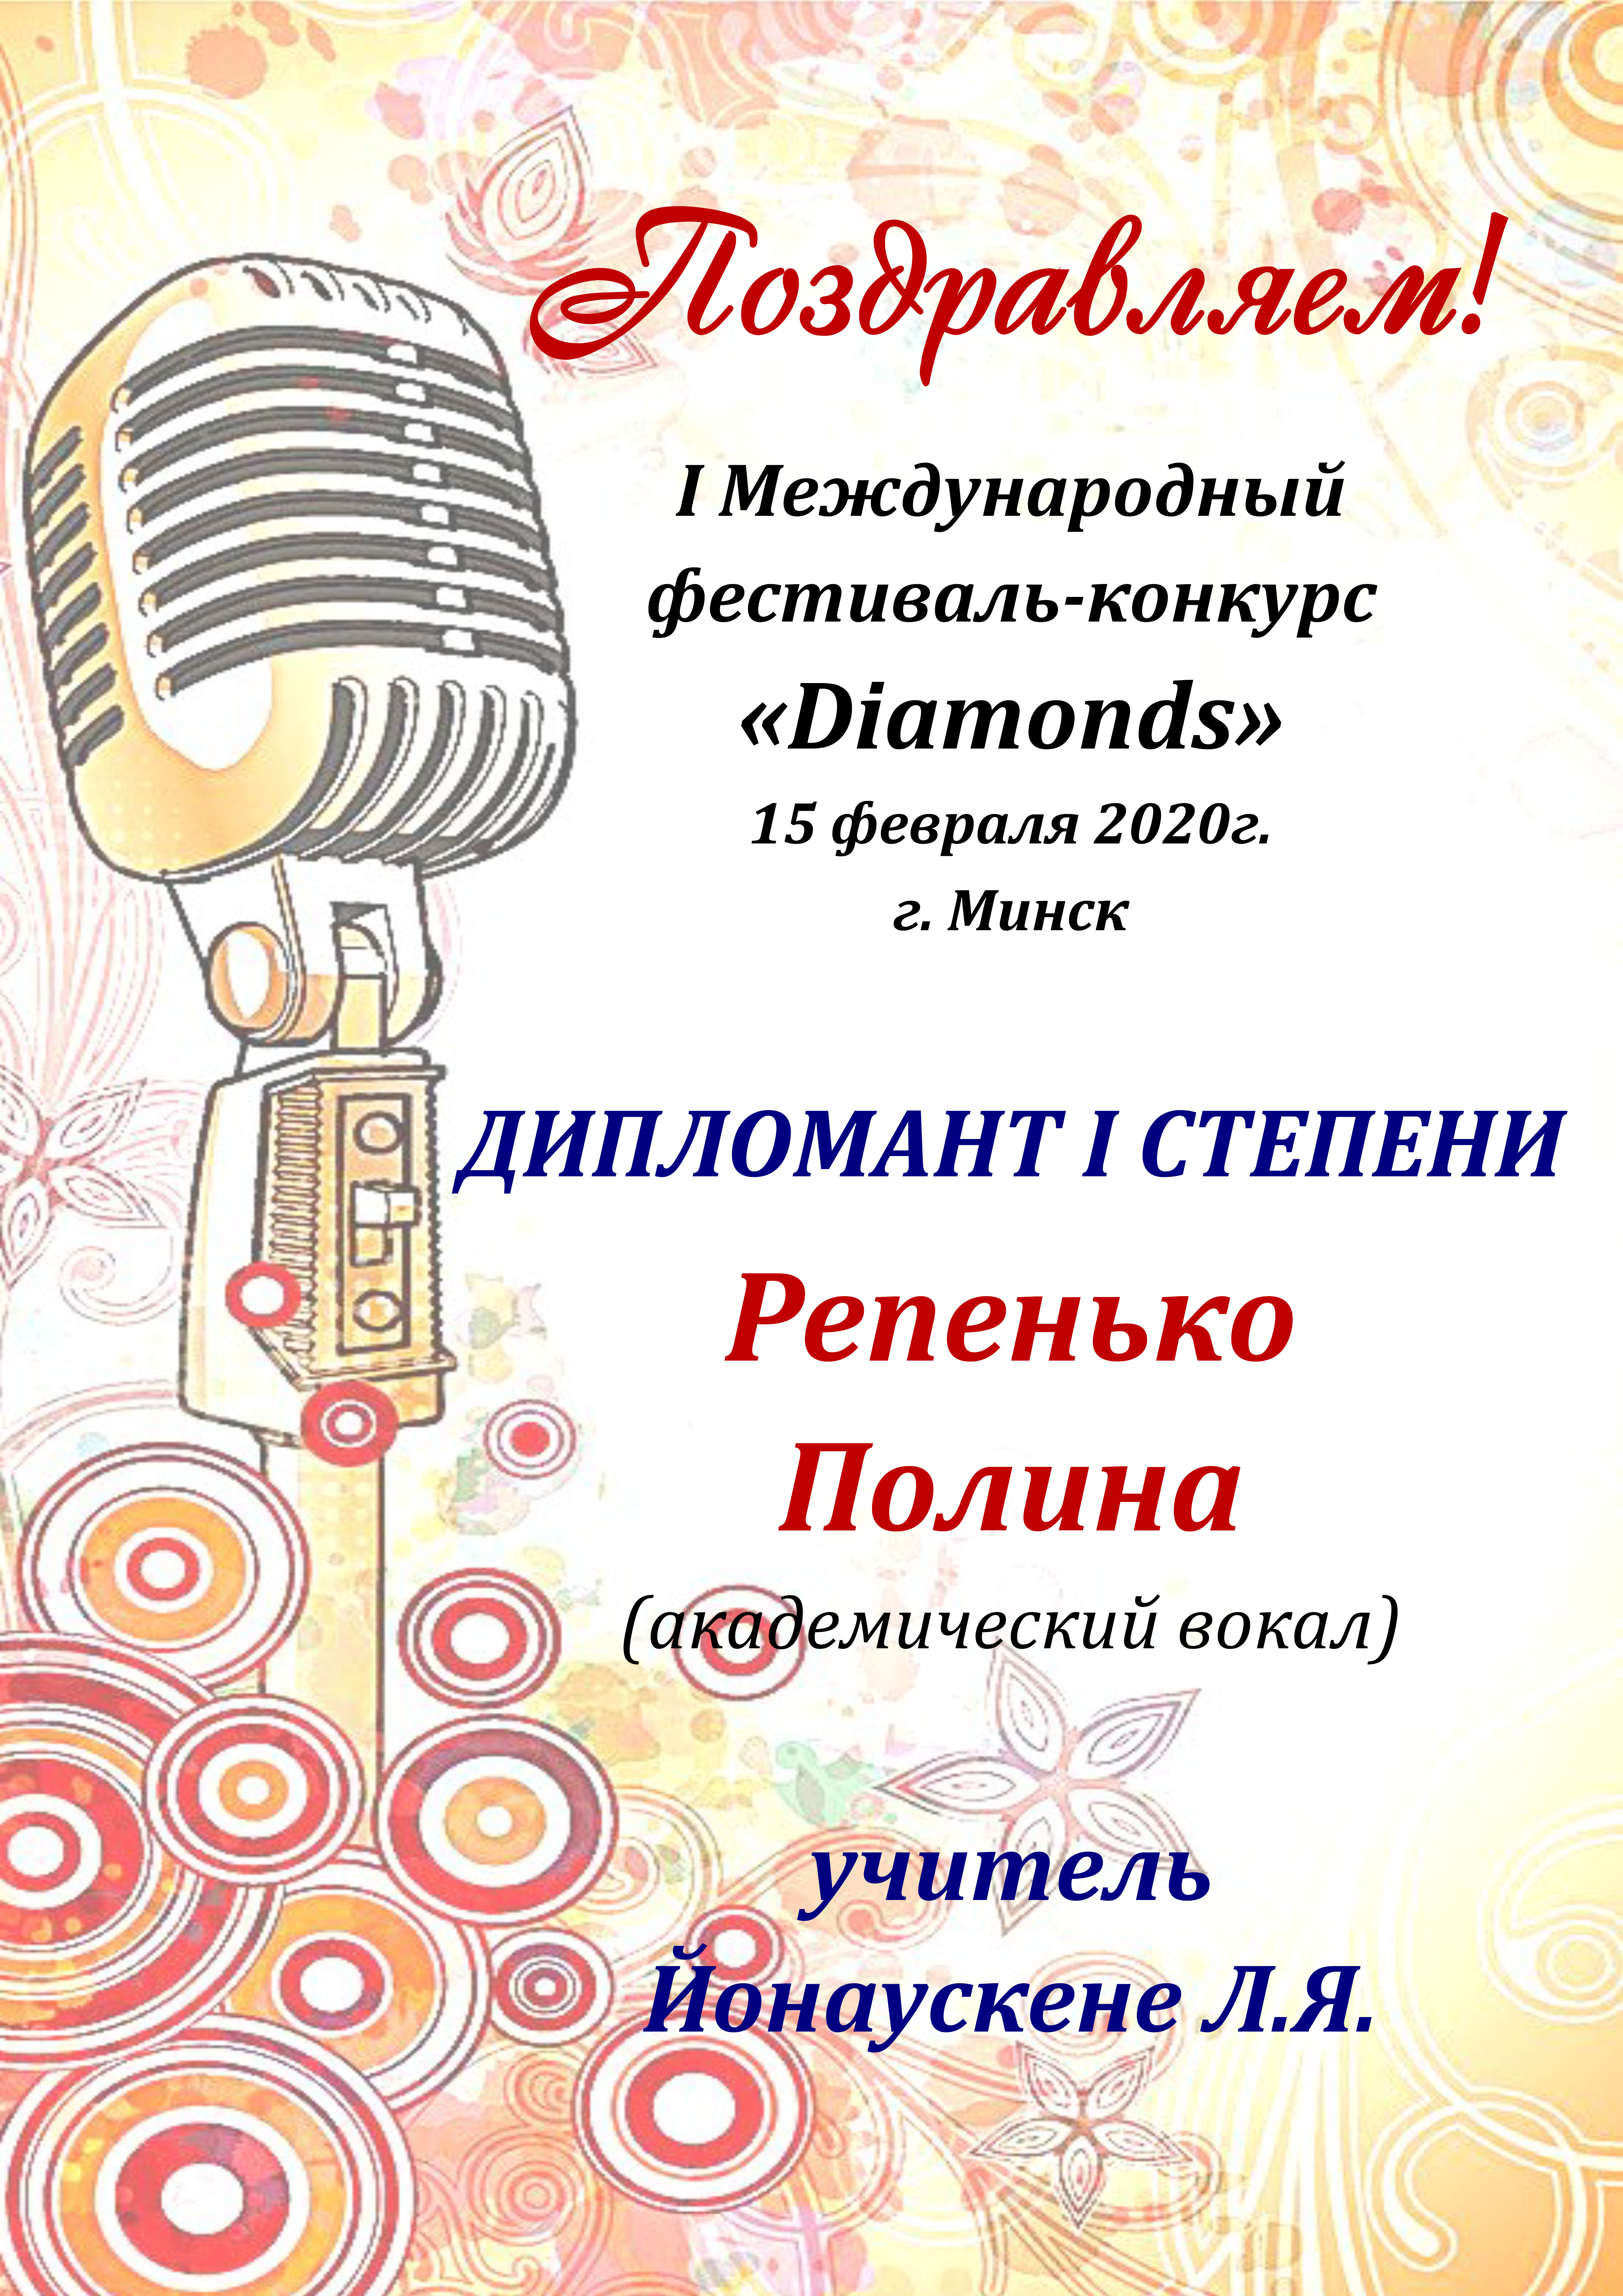 Поздравляем!
I Международный
фестиваль-конкурс
«Diamonds»
15 февраля 2020г.
г. Минск
ДИПЛОМАНТ I СТЕПЕНИ
Репенько
Полина
(академический вокал)
учитель
Йонаускене Л.Я.